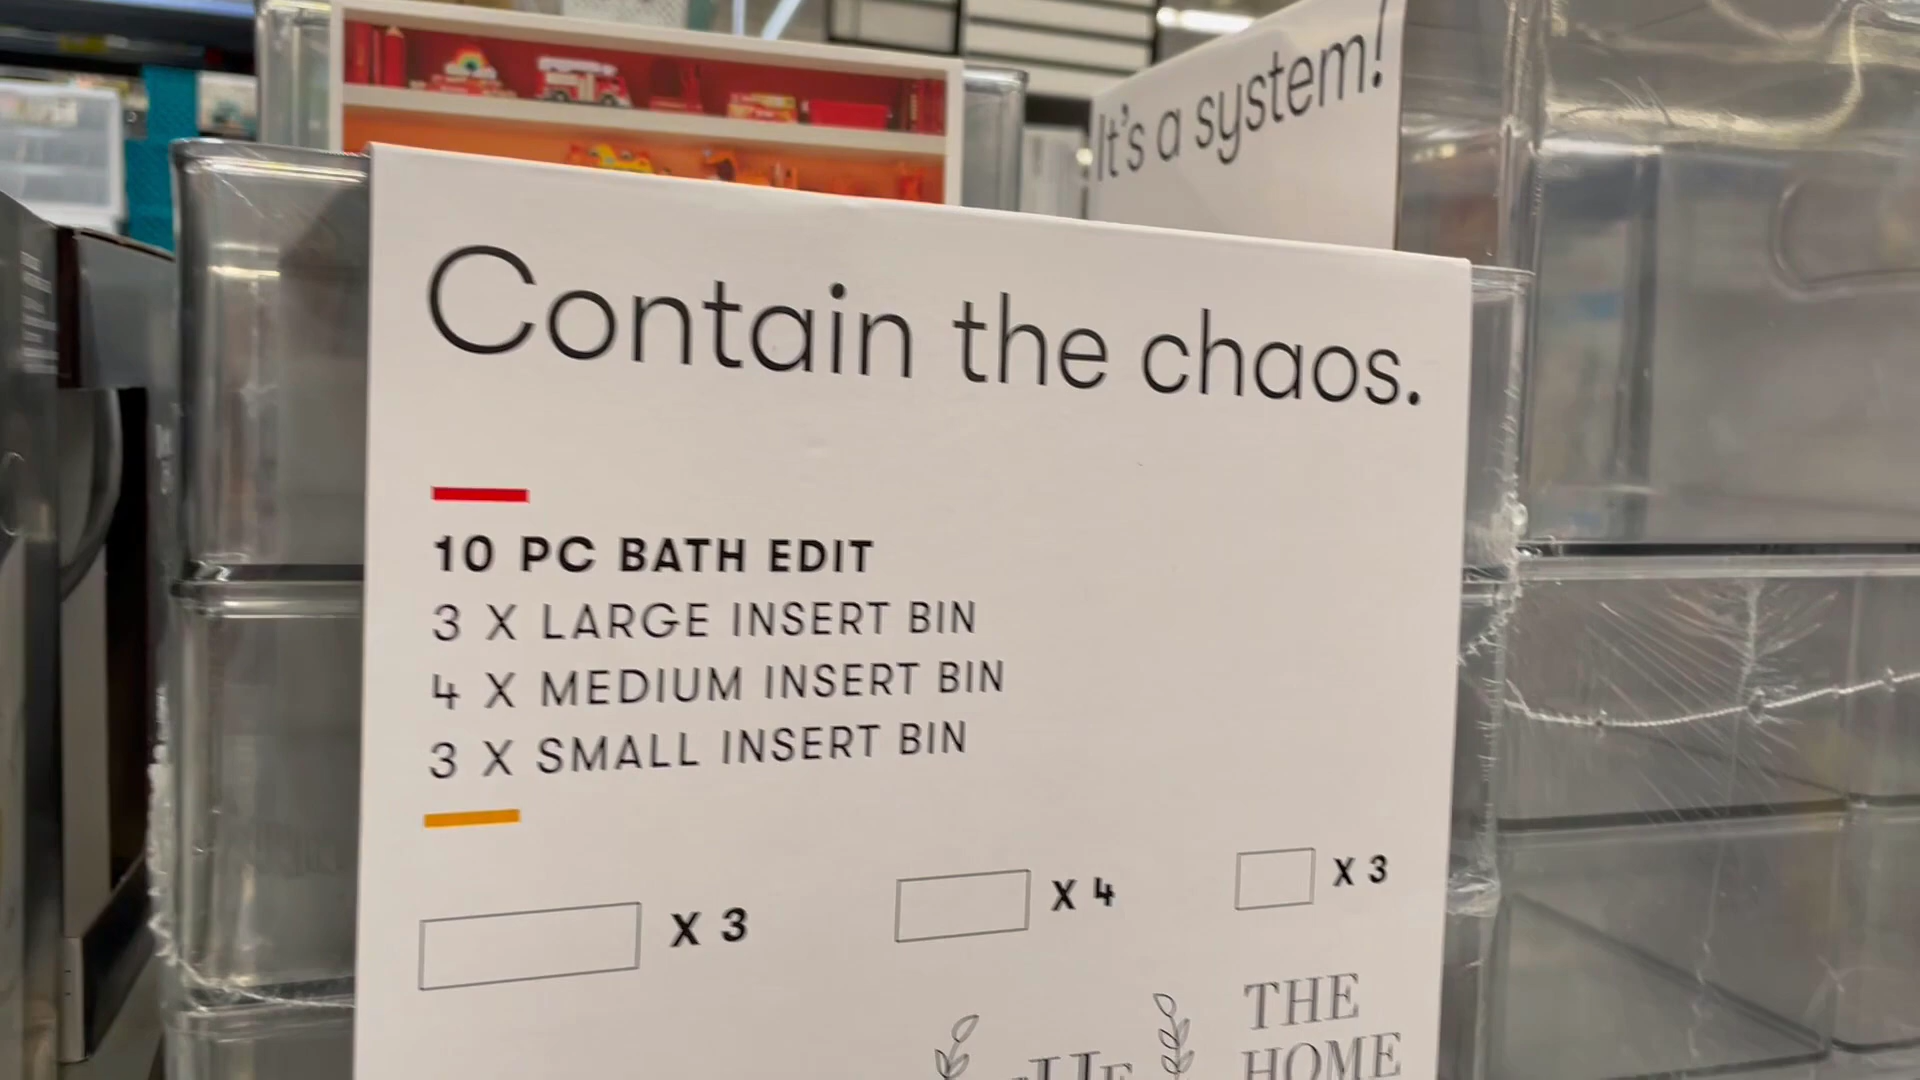 It's a system!
Contain the chaos.
10 PC BATH EDIT
3 X LARGE INSERT BIN
4 X MEDIUM INSERT BIN
3 X SMALL INSERT BIN
X 3
X 4
X 3
THE
HOME